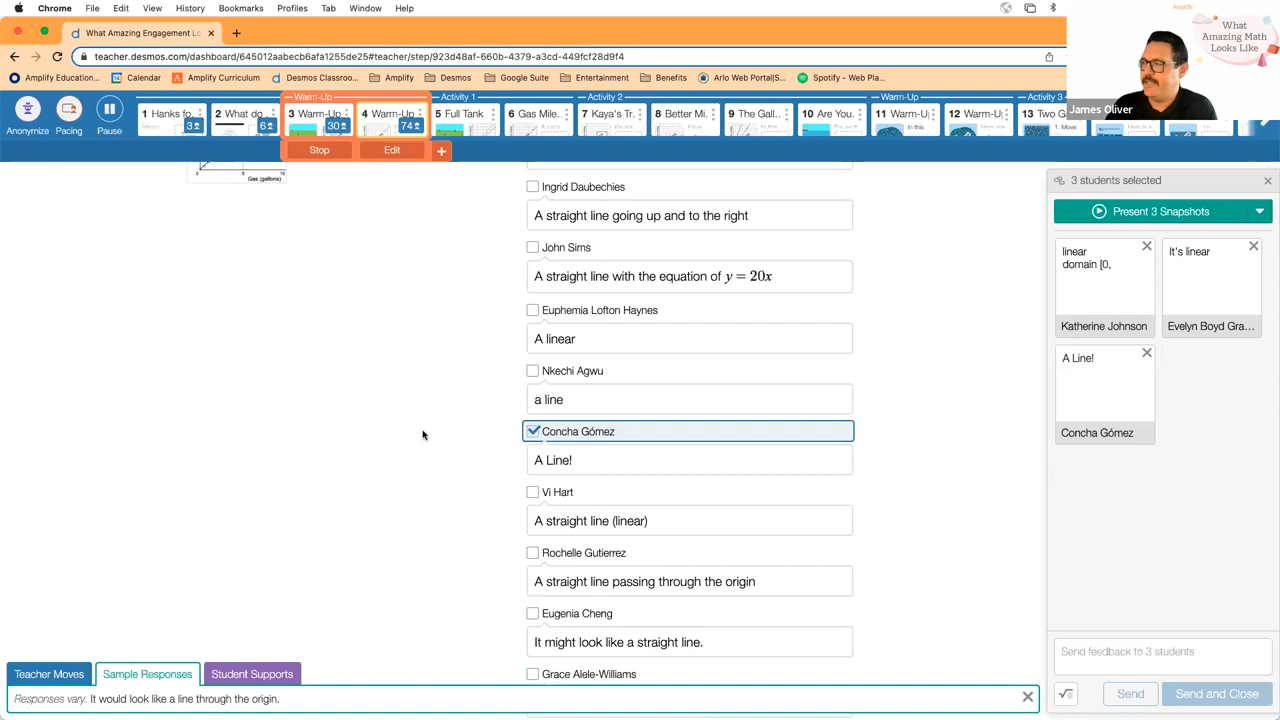 Chrome File Edit View History Bookmarks Profiles Tab Window Help
What Amazing Engagement Lo
teacher.desmos.com/dashboard/645012aabecb6afa1255de25#teacher/step/923d48af-660b-4379-a3cd-449fcf28d9f4
Amplify Education... Calendar Amplify Curriculum Desmos Classroo... Amplify Desmos Google Suite Entertainment Benefits Arlo Web Portal|S... Spotify - Web Pla...
Amplify
What
Amazing Math
Looks Like
James Oliver
Warm-Up Activity 1 Activity 2 Warm-Up Activity 3
Anonymize Pacing Pause
1 Hanks fo. 2 What do 3 Warm-Up 4 Warm-Up 5 Full Tank 6 Gas Mile.. 7 Kaya's Tr. 8 Better Mi. 9 The Gall.. 10 Are You. 11 Warm-U 12 Warm-U 13 Two G
3 6 30 74
Stop Edit +
Gas (gallons)
Ingrid Daubechies
A straight line going up and to the right
John Sims
A straight line with the equation of y = 20x
Euphemia Lofton Haynes
A linear
Nkechi Agwu
a line
Concha Gómez
A Line!
Vi Hart
A straight line (linear)
Rochelle Gutierrez
A straight line passing through the origin
Eugenia Cheng
It might look like a straight line.
Grace Alele-Williams
3 students selected
Present 3 Snapshots
linear
domain [0,
Katherine Johnson
It's linear
Evelyn Boyd Gra...
A Line!
Concha Gómez
Send feedback to 3 students
Send Send and Close
Teacher Moves Sample Responses Student Supports
Responses vary. It would look like a line through the origin.